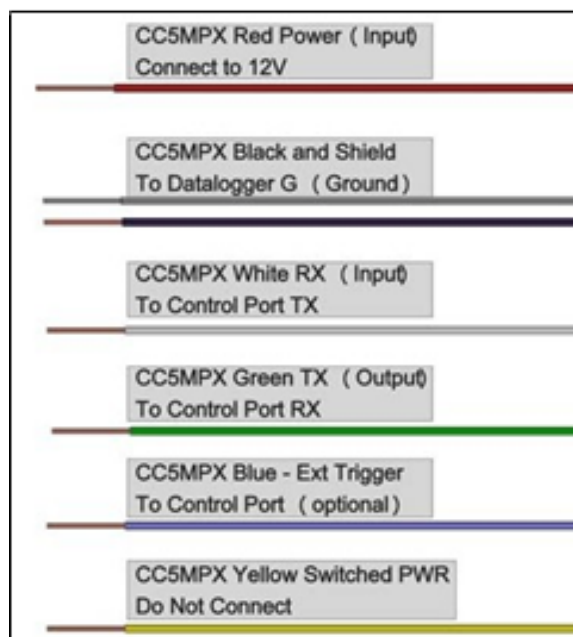 CC5MPX Red Power ( Input)
Connect to 12V
CC5MPX Black and Shield
To Datalogger G ( Ground )
CC5MPX White RX ( Input)
To Control Port TX
CC5MPX Green TX ( Output)
To Control Port RX
CC5MPX Blue - Ext Trigger
To Control Port ( optional )
CC5MPX Yellow Switched PWR
Do Not Connect